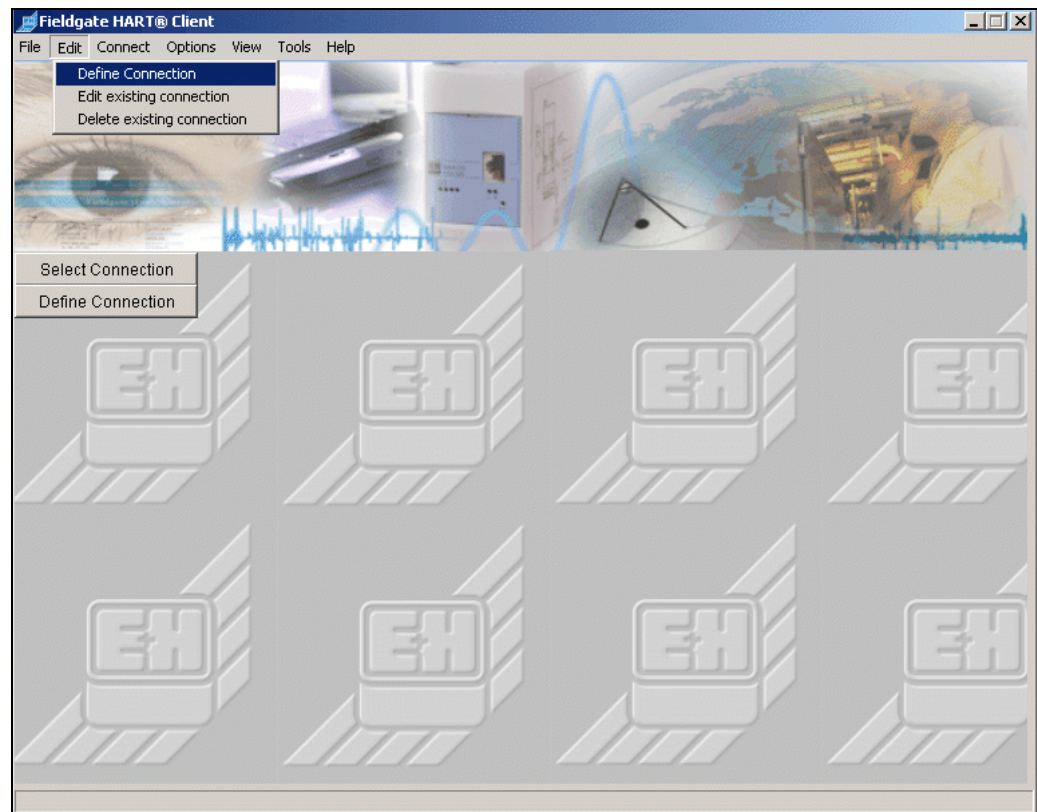 Fieldgate HART® Client
File Edit Connect Options View Tools Help
Define Connection
Edit existing connection
Delete existing connection
Select Connection
Define Connection
E+H E+H E+H E+H
E+H E+H E+H E+H